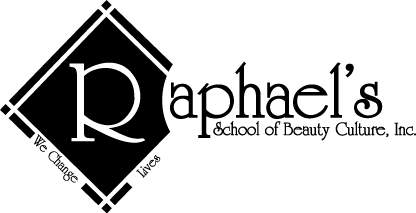 Raphael's
School of Beauty Culture, Inc.
We Change
Lives